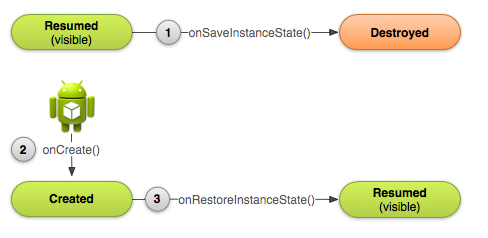 Resumed
(visible)
1
onSaveInstanceState()
Destroyed
2
onCreate()
Created
3
onRestoreInstanceState()
Resumed
(visible)